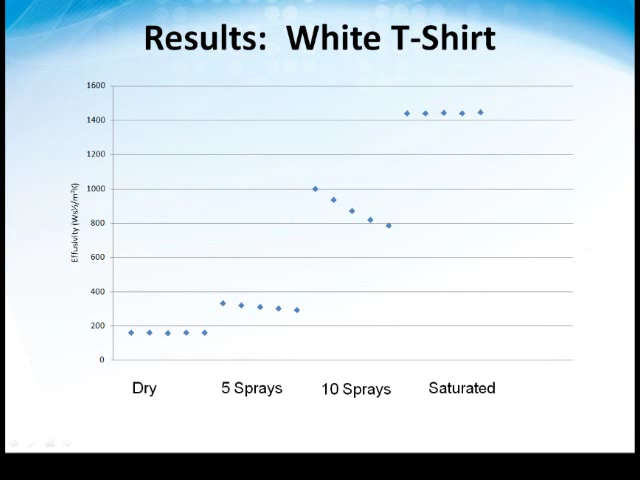 Results:  White T-Shirt
1600
1400
1200
1000
800
600
400
200
0
Effusivity (Ws½/m²K)
Dry
5 Sprays
10 Sprays
Saturated